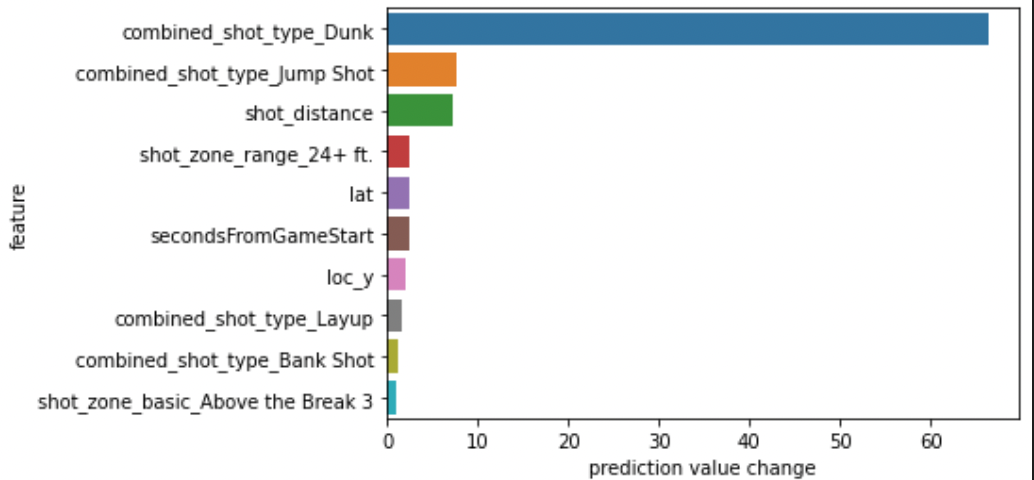 combined_shot_type_Dunk
combined_shot_type_Jump Shot
shot_distance
shot_zone_range_24+ ft.
lat
secondsFromGameStart
loc_y
combined_shot_type_Layup
combined_shot_type_Bank Shot
shot_zone_basic_Above the Break 3
feature
0 10 20 30 40 50 60
prediction value change